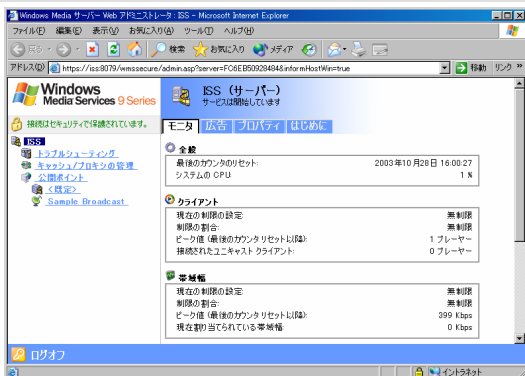 Windows Media サーバー Web アドミニストレータ: ISS - Microsoft Internet Explorer
ファイル(F) 編集(E) 表示(V) お気に入り(A) ツール(T) ヘルプ(H)
戻る 検索 お気に入り メディア
アドレス(D) https://iss:8079/wmssecure/admin.asp?server=FC6EB50928484&informHostWin=true 移動 リンク »
Windows
Media Services 9 Series
ISS (サーバー)
サービスは開始しています
接続はセキュリティで保護されています。
モニタ 広告 プロパティ はじめに
ISS
トラブルシューティング
キャッシュ/プロキシの管理
公開ポイント
<既定>
Sample Broadcast
全般
最後のカウンタのリセット: 2003年10月28日 16:00:27
システムの CPU: 1 %
クライアント
現在の制限の設定: 無制限
制限の割合: 無制限
ピーク値 (最後のカウンタ リセット以降): 1 プレーヤー
接続されたユニキャスト クライアント: 0 プレーヤー
帯域幅
現在の制限の設定: 無制限
制限の割合: 無制限
ピーク値 (最後のカウンタ リセット以降): 399 Kbps
現在割り当てられている帯域幅: 0 Kbps
ログオフ
イントラネット